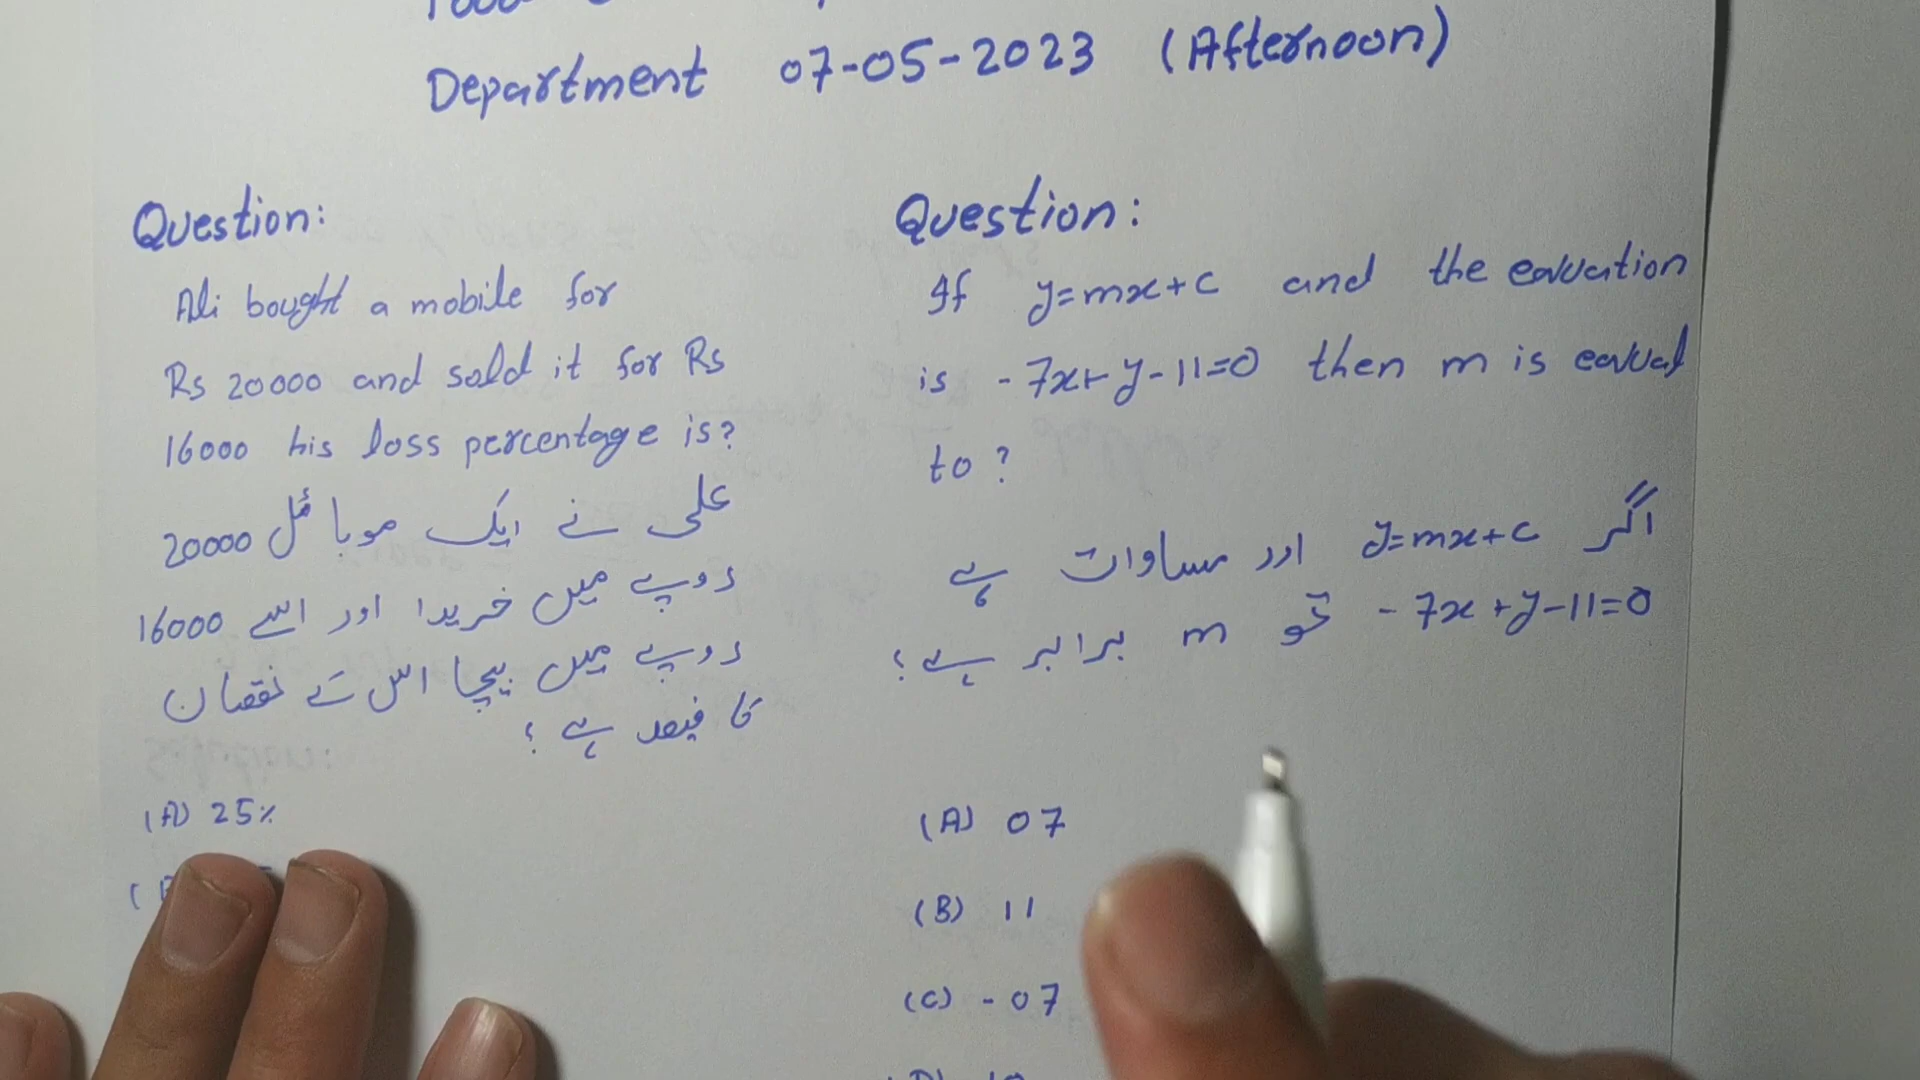 Department 07-05-2023 (Afternoon)
Question:
Ali bought a mobile for
Rs 20000 and sold it for Rs
16000 his loss percentage is?
علی نے ایک موبائل 20000
روپے میں خریدا اور اسے 16000
روپے میں بیچا اس کے نقصان
کا فیصد ہے ؟
(A) 25%
Question:
If y=mx+c and the equation
is -7x+y-11=0 then m is equal
to ?
اگر y=mx+c اور مساوات ہے
-7x+y-11=0 تو m برابر ہے ؟
(A) 07
(B) 11
(C) -07